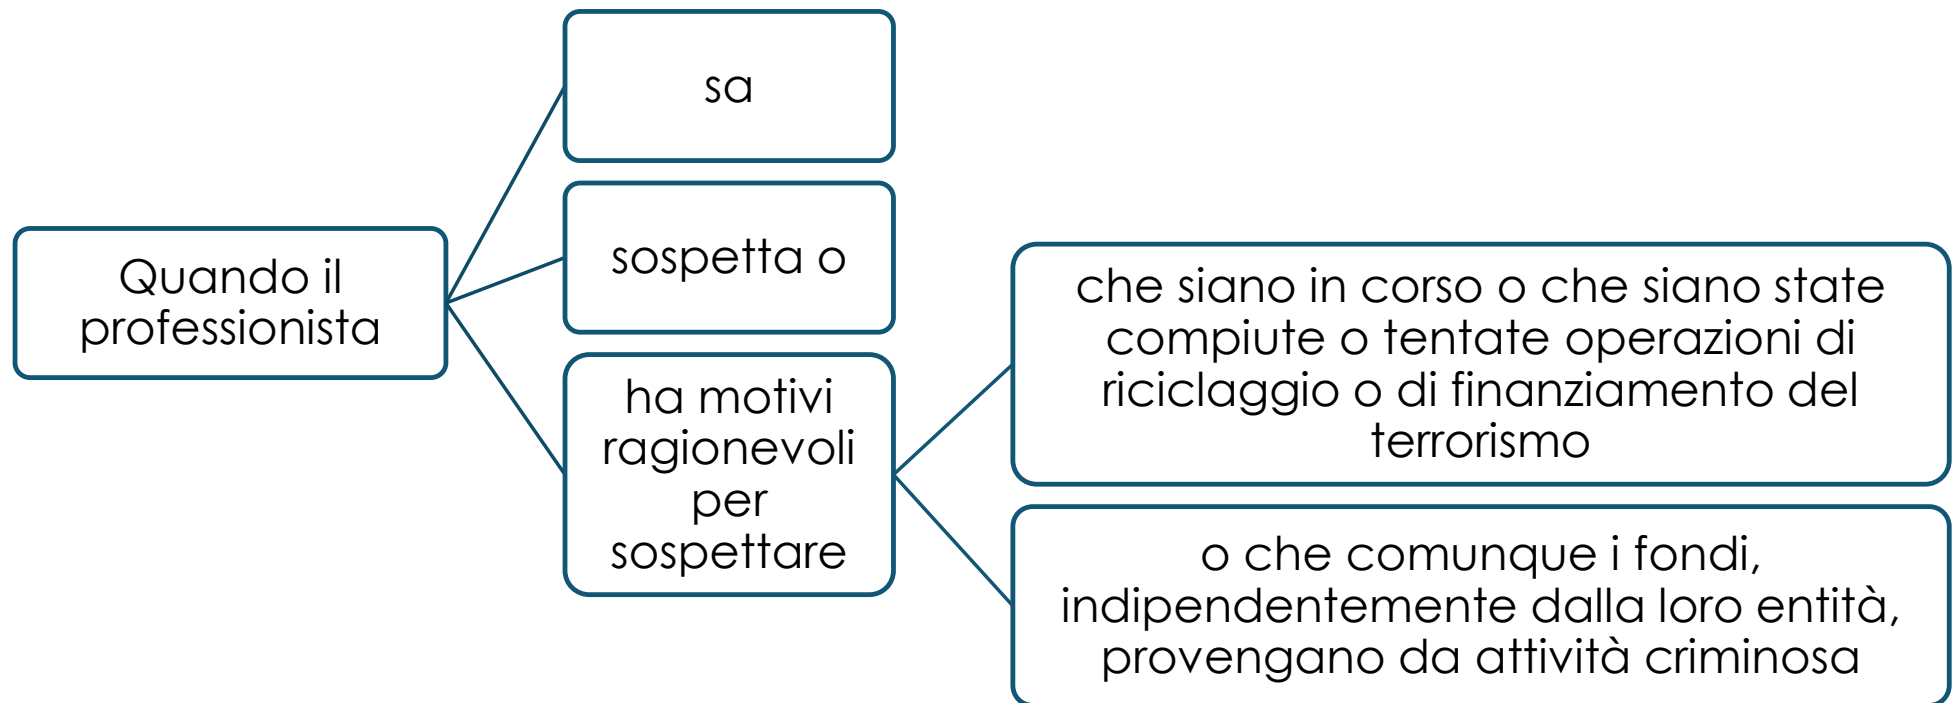 Quando il
professionista
sa
sospetta o
ha motivi
ragionevoli
per
sospettare
che siano in corso o che siano state
compiute o tentate operazioni di
riciclaggio o di finanziamento del
terrorismo
o che comunque i fondi,
indipendentemente dalla loro entità,
provengano da attività criminosa